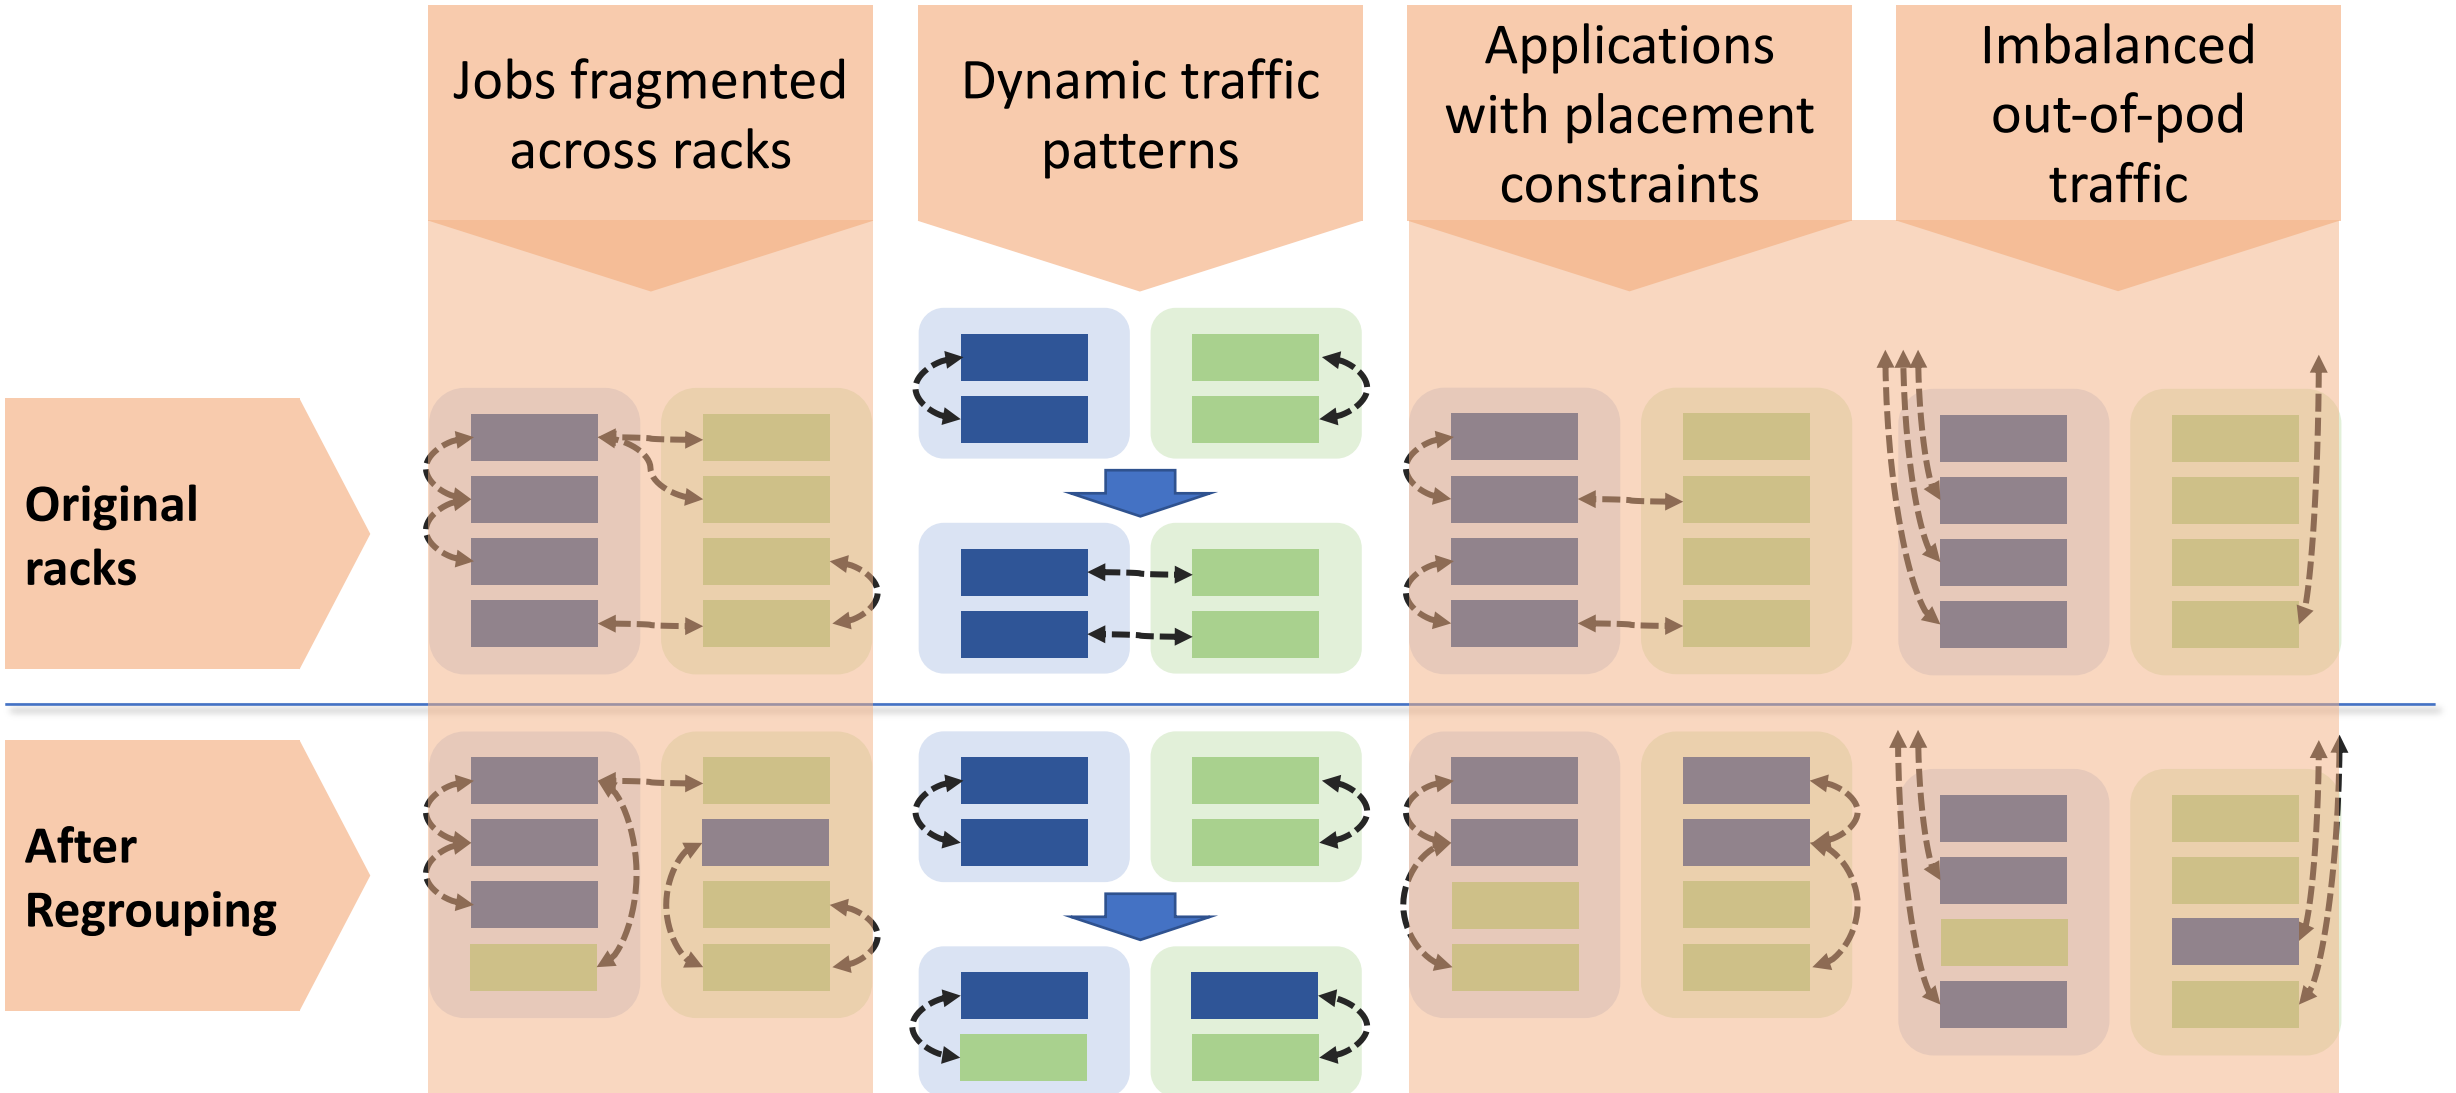 Jobs fragmented
across racks
Dynamic traffic
patterns
Applications
with placement
constraints
Imbalanced
out-of-pod
traffic
Original
racks
After
Regrouping